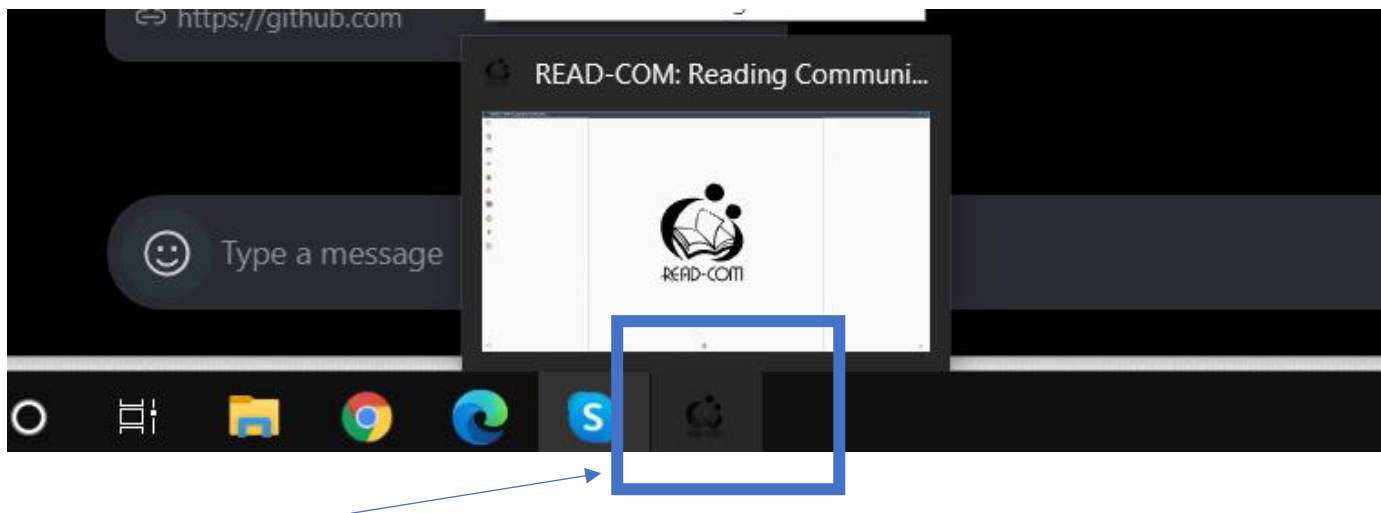 https://github.com
READ-COM: Reading Communi...
READ-COM
Type a message
S